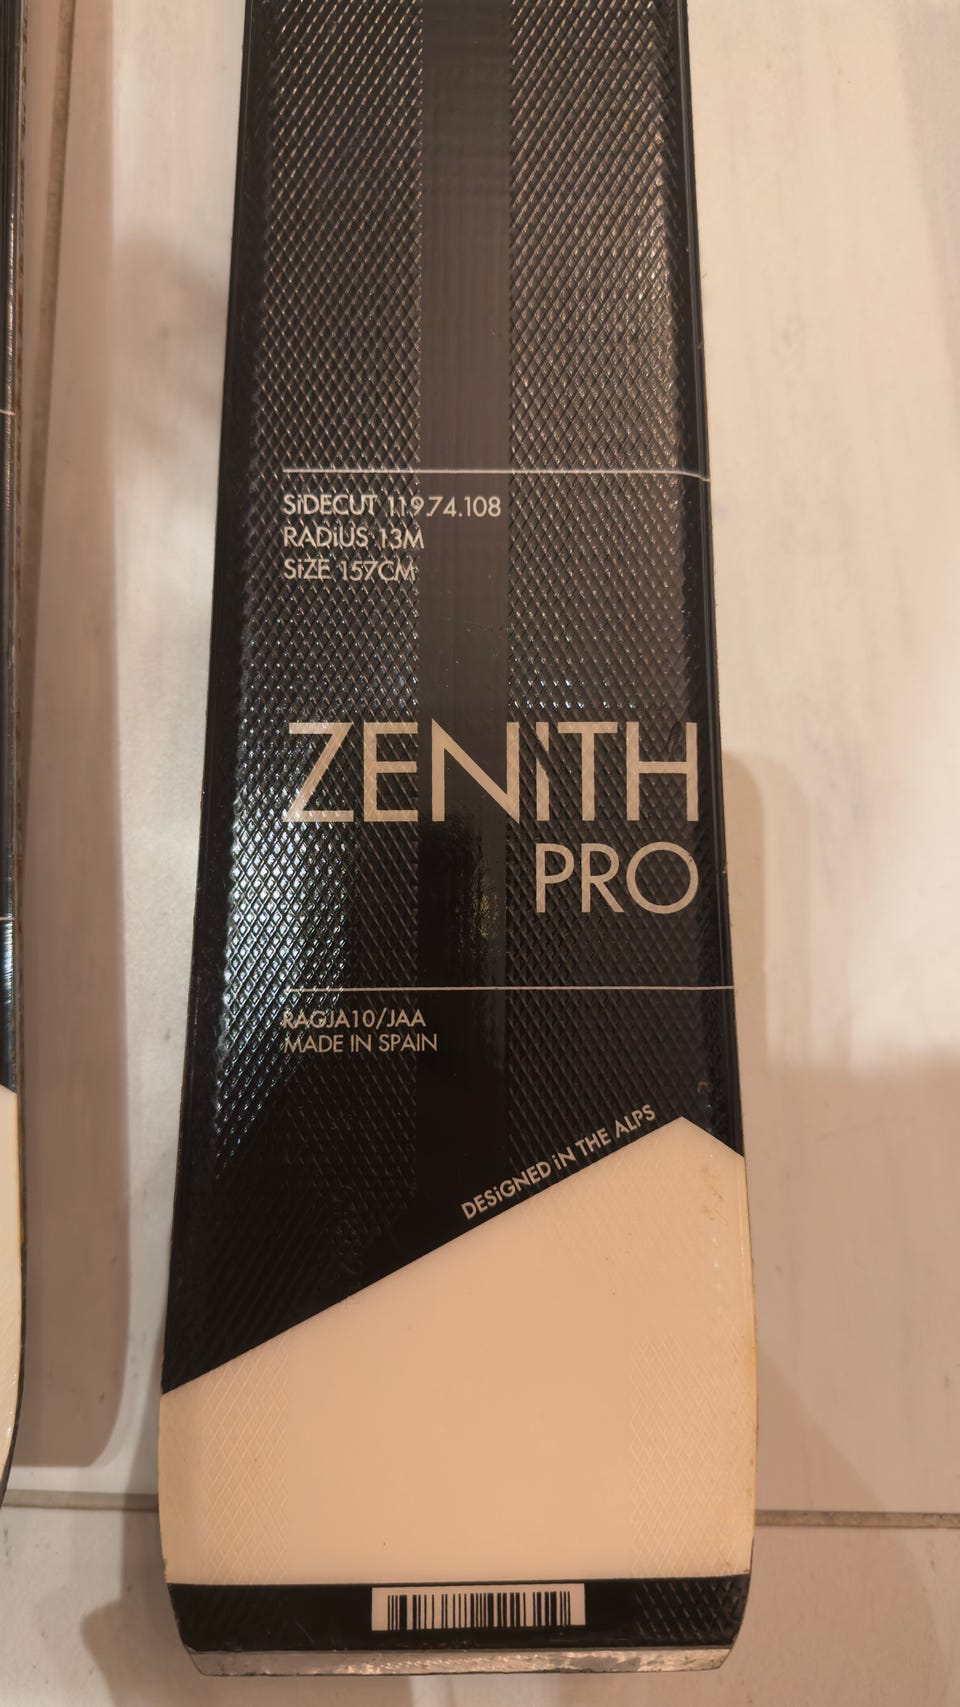 SiDECUT 119.74.108
RADiUS 13M
SiZE 157CM
ZENiTH
PRO
RAGJA10/JAA
MADE IN SPAIN
DESiGNED iN THE ALPS